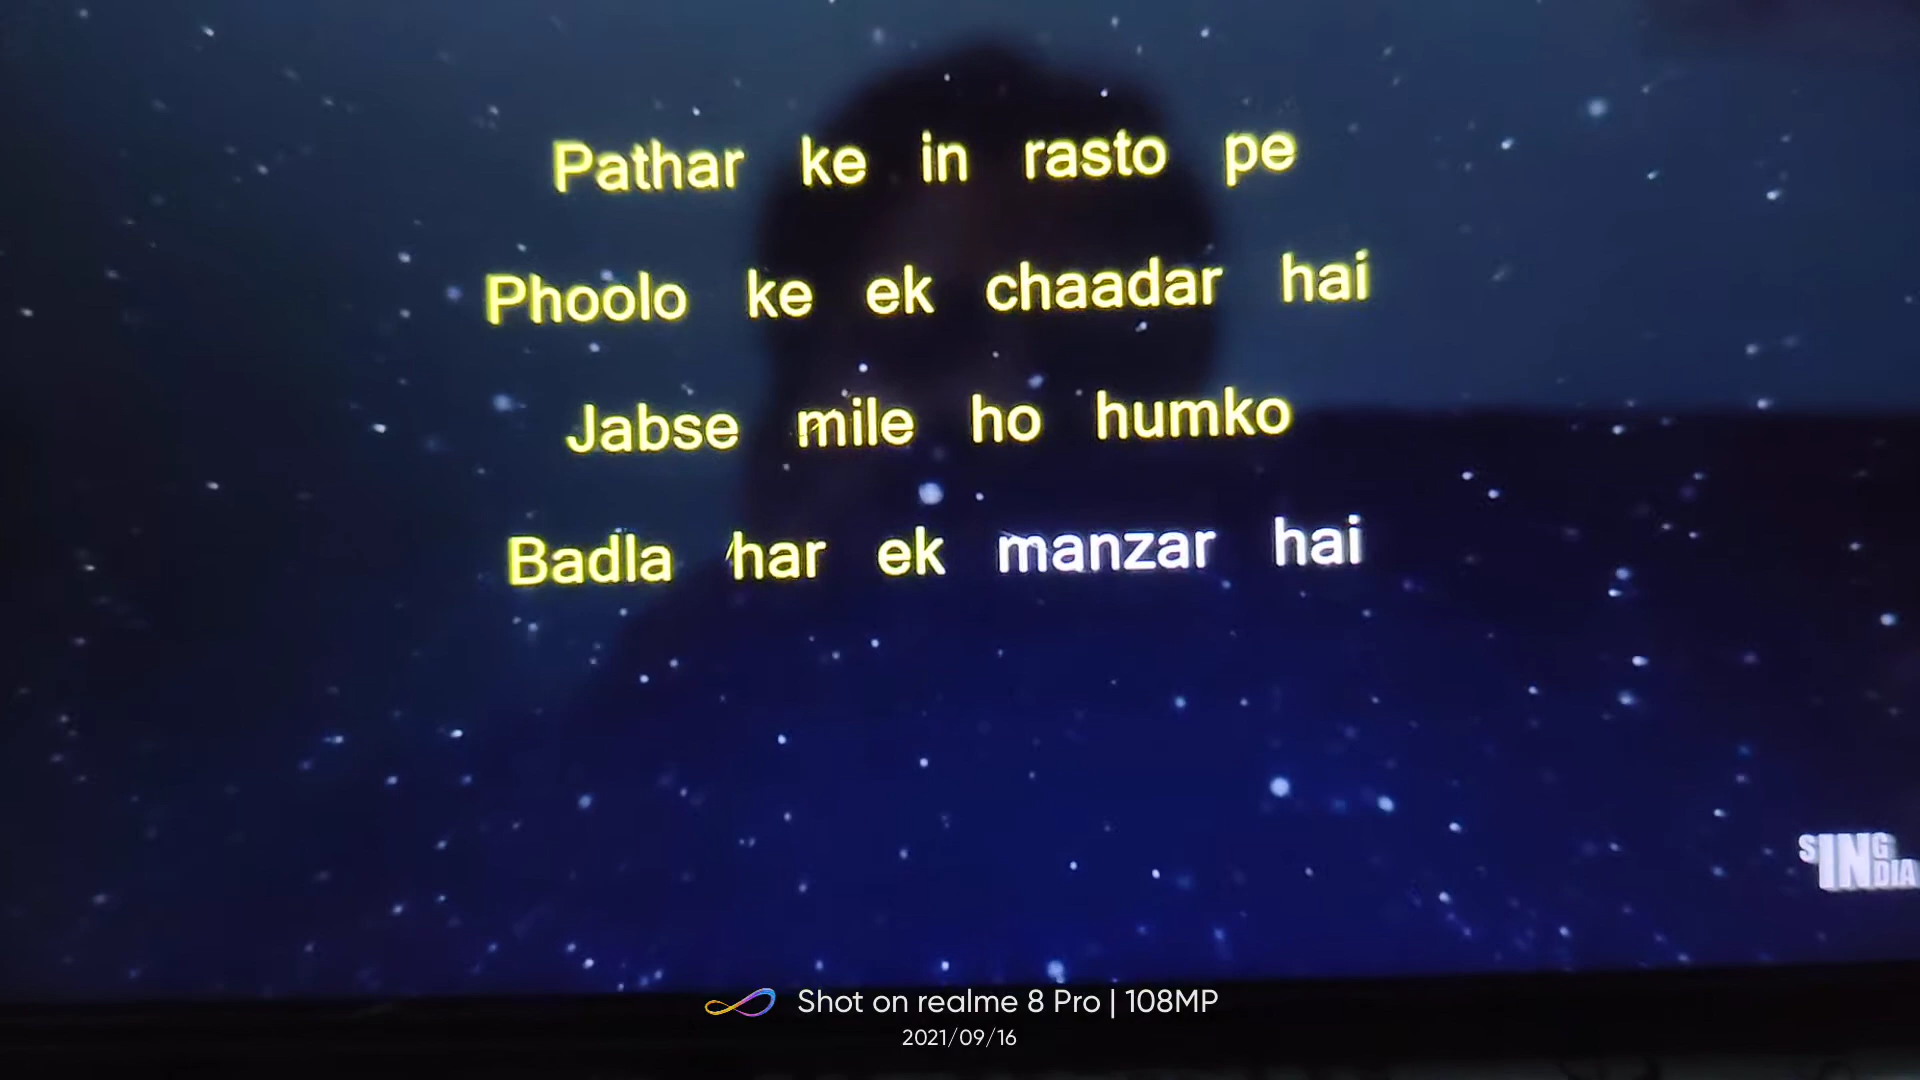 Pathar ke in rasto pe
Phoolo ke ek chaadar hai
Jabse mile ho humko
Badla har ek manzar hai
SING INDIA
Shot on realme 8 Pro | 108MP
2021/09/16